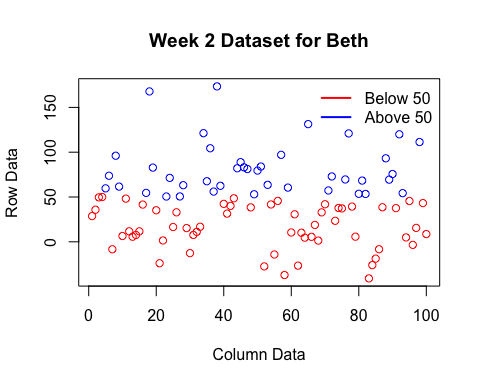 Week 2 Dataset for Beth
Below 50
Above 50
Row Data
150
100
50
0
0 20 40 60 80 100
Column Data